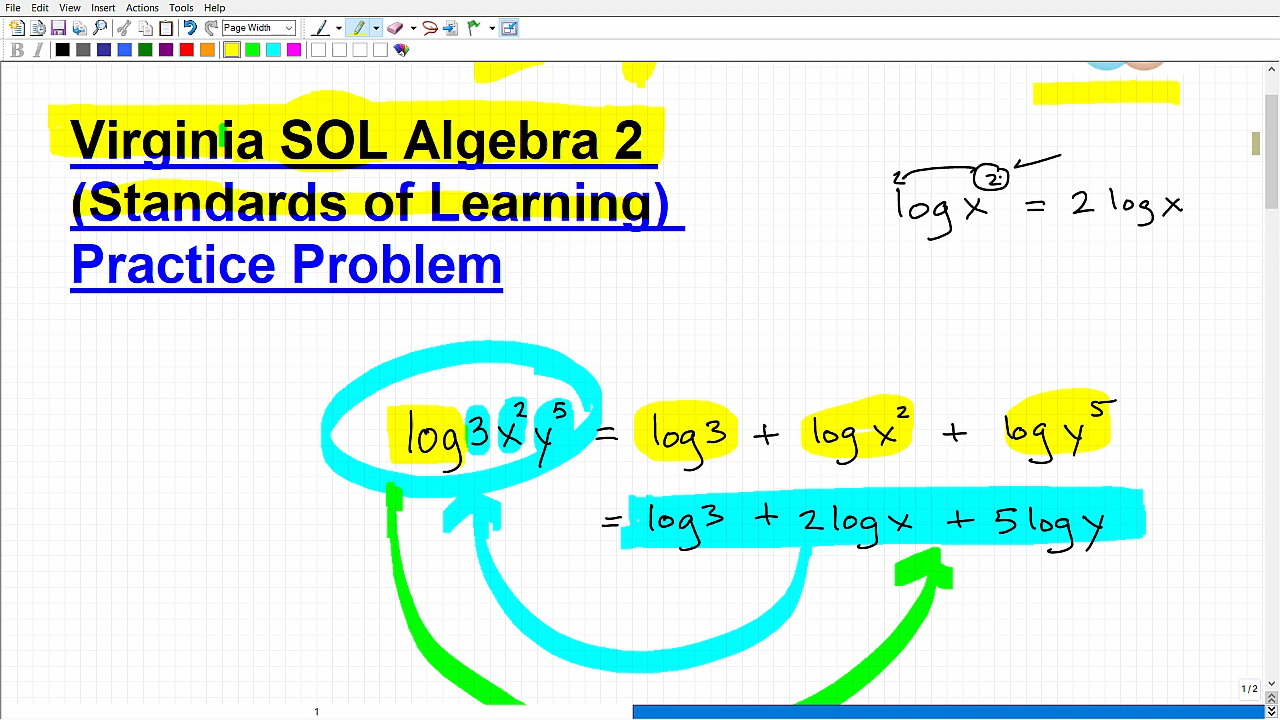 File Edit View Insert Actions Tools Help
Page Width
B I
Virginia SOL Algebra 2
(Standards of Learning)
Practice Problem
2 2
log x = 2 log x
log 3x²y⁵ = log 3 + log x² + log y⁵
= log 3 + 2 log x + 5 log y
1 / 2
1